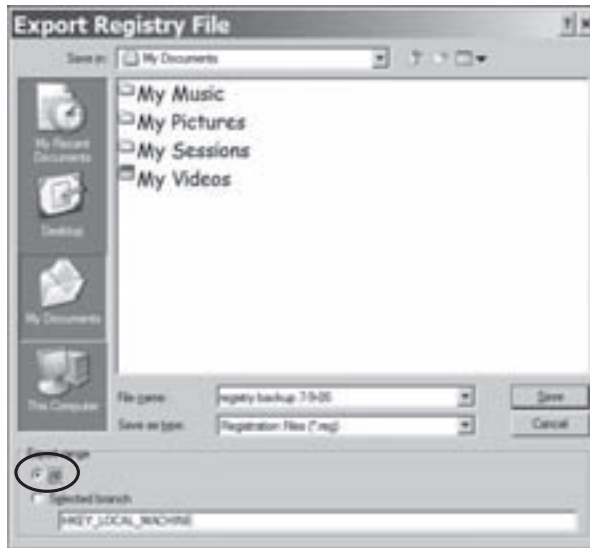 Export Registry File
Save in: My Documents
My Music
My Pictures
My Sessions
My Videos
My Recent Documents
Desktop
My Documents
This Computer
File name: registry backup 7-9-05 Save
Save as type: Registration Files (*.reg) Cancel
Export range
All
Selected branch
HKEY_LOCAL_MACHINE